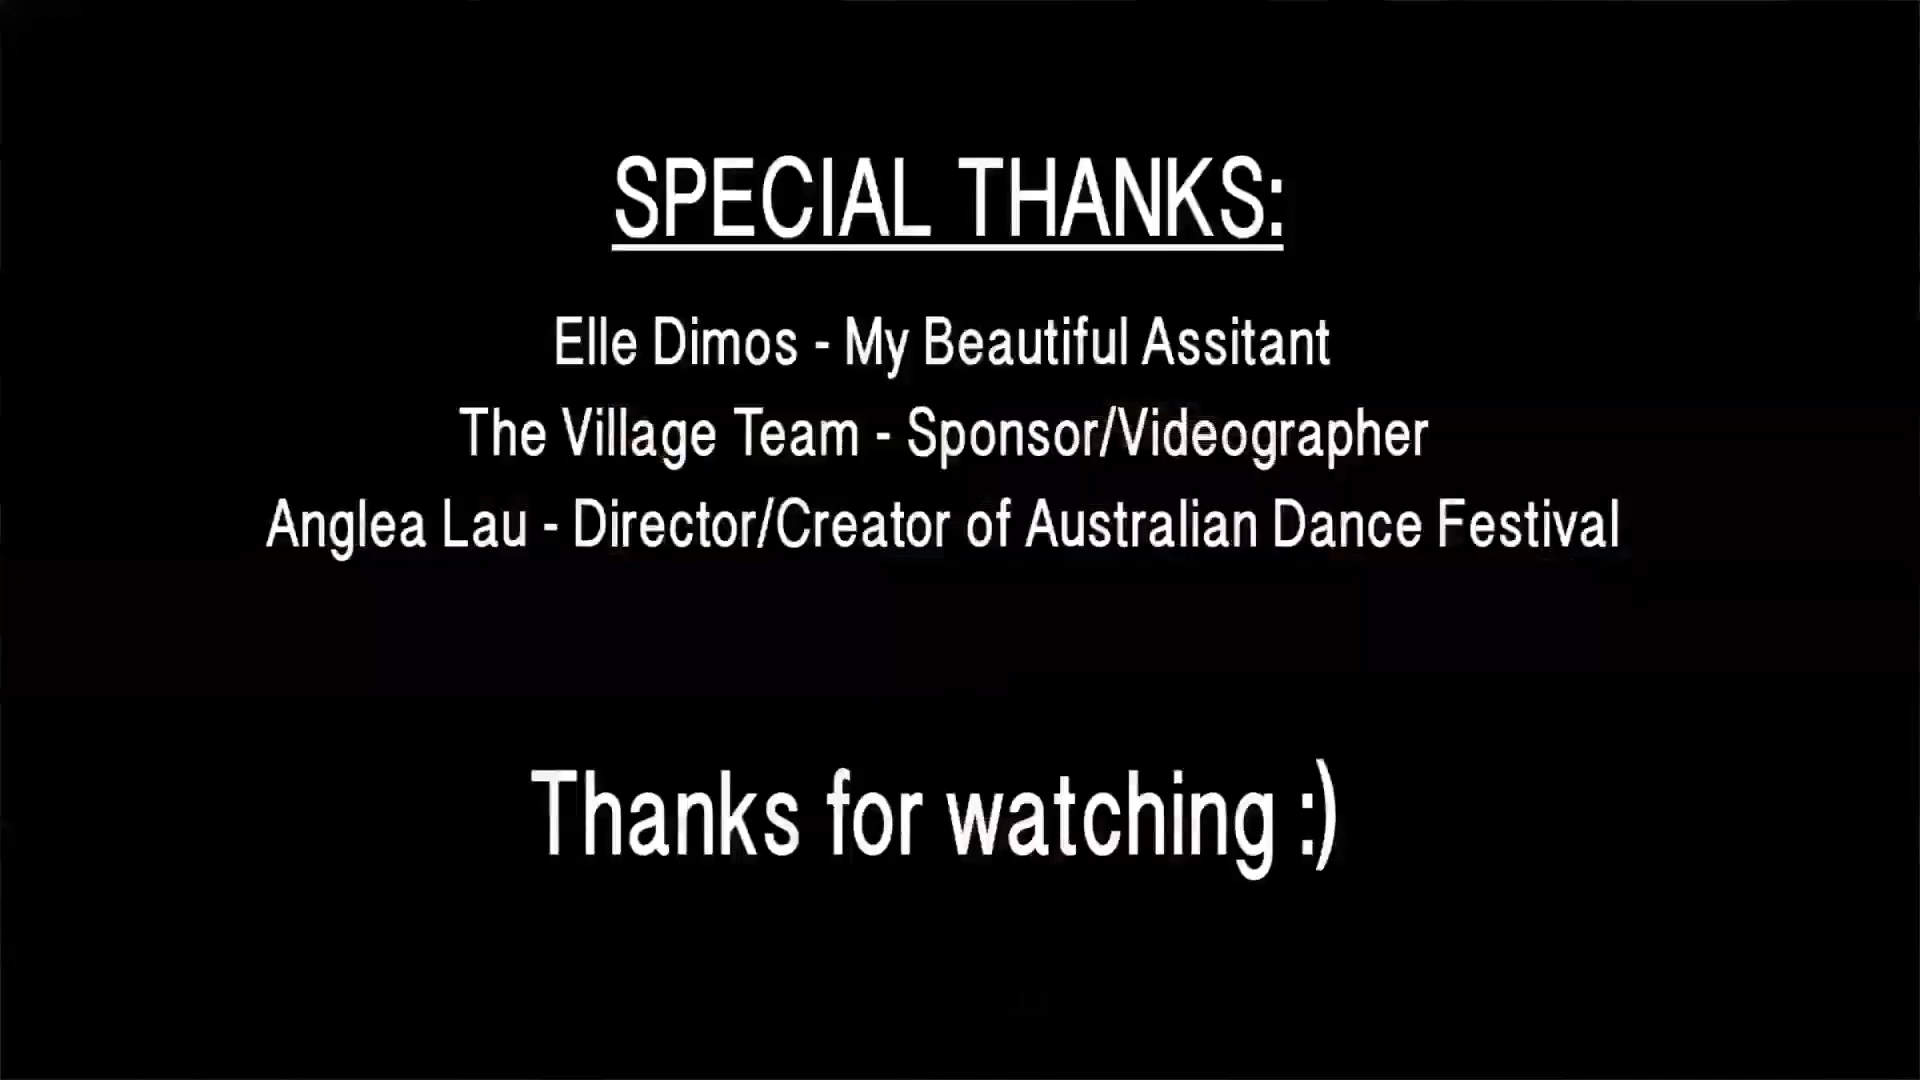 SPECIAL THANKS:
Elle Dimos - My Beautiful Assitant
The Village Team - Sponsor/Videographer
Anglea Lau - Director/Creator of Australian Dance Festival
Thanks for watching :)